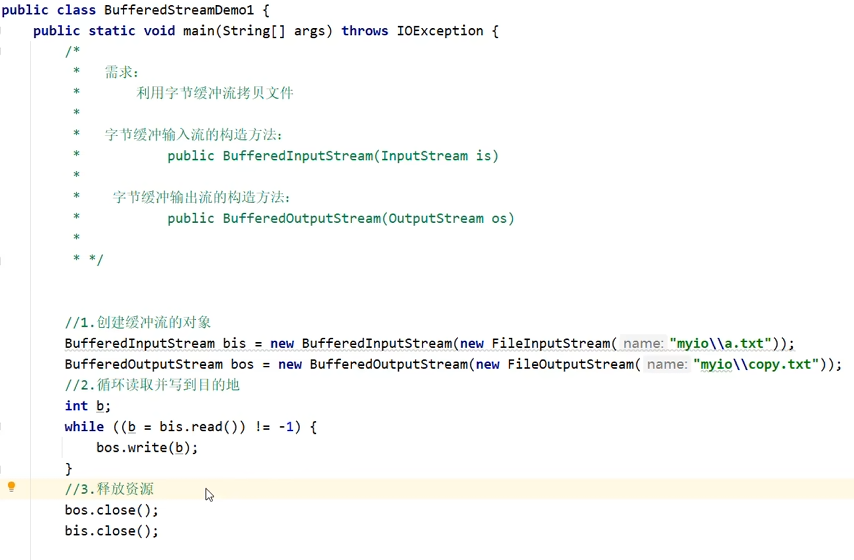 public class BufferedStreamDemo1 {
public static void main(String[] args) throws IOException {
/*
* 需求：
* 利用字节缓冲流拷贝文件
*
* 字节缓冲输入流的构造方法：
* public BufferedInputStream(InputStream is)
*
* 字节缓冲输出流的构造方法：
* public BufferedOutputStream(OutputStream os)
*
* */
//1.创建缓冲流的对象
BufferedInputStream bis = new BufferedInputStream(new FileInputStream( name: "myio\\a.txt"));
BufferedOutputStream bos = new BufferedOutputStream(new FileOutputStream( name: "myio\\copy.txt"));
//2.循环读取并写到目的地
int b;
while ((b = bis.read()) != -1) {
bos.write(b);
}
//3.释放资源
bos.close();
bis.close();